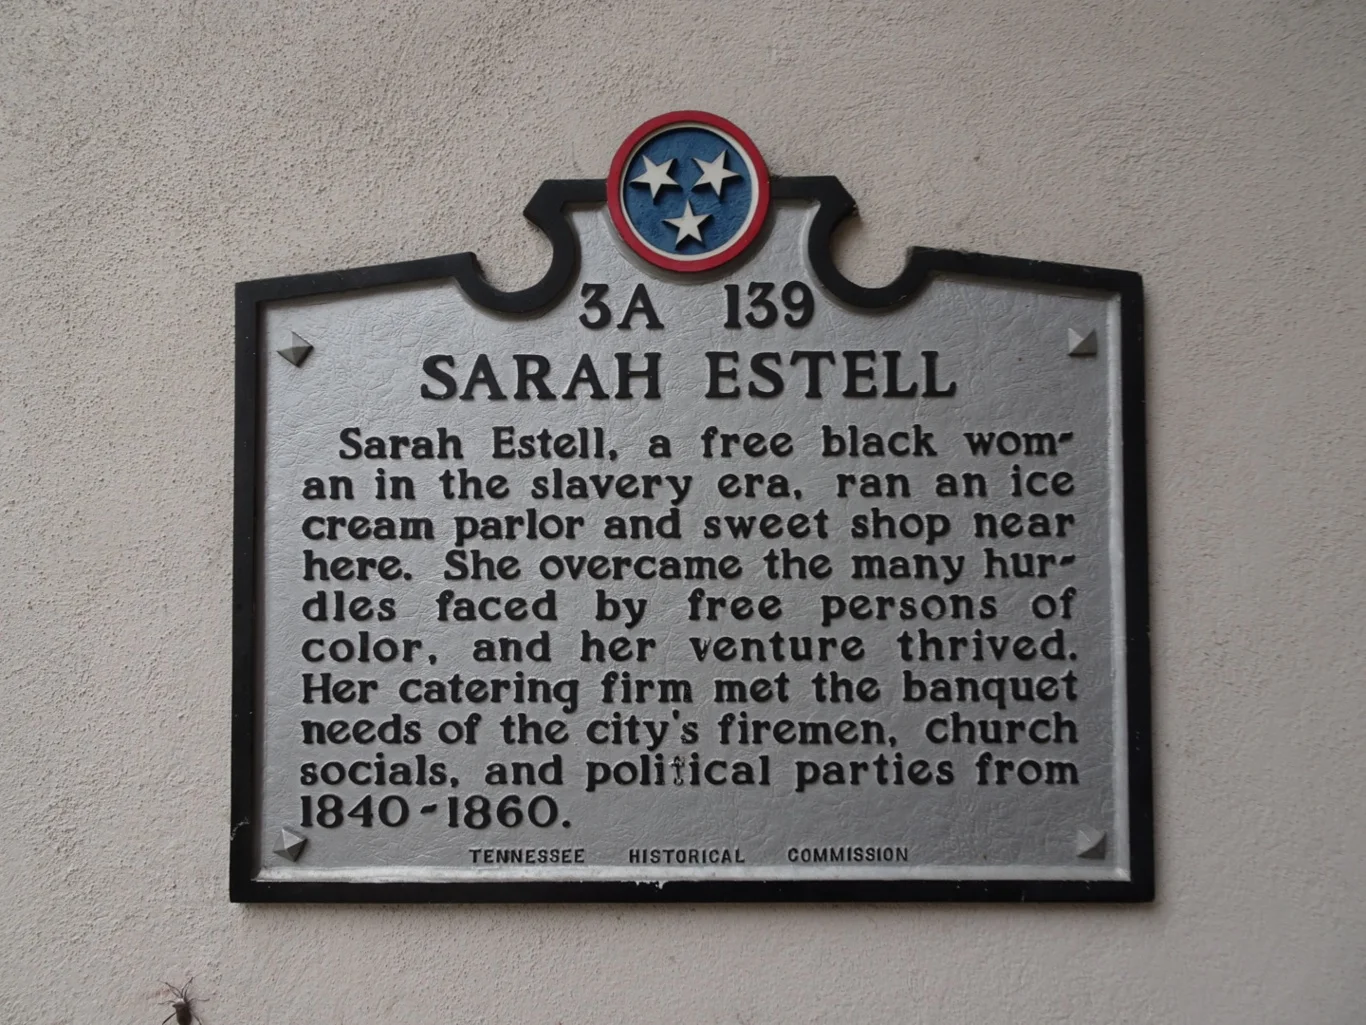 3A 139
SARAH ESTELL
Sarah Estell, a free black wom-
an in the slavery era, ran an ice
cream parlor and sweet shop near
here. She overcame the many hur-
dles faced by free persons of
color, and her venture thrived.
Her catering firm met the banquet
needs of the city's firemen, church
socials, and political parties from
1840-1860.
TENNESSEE HISTORICAL COMMISSION